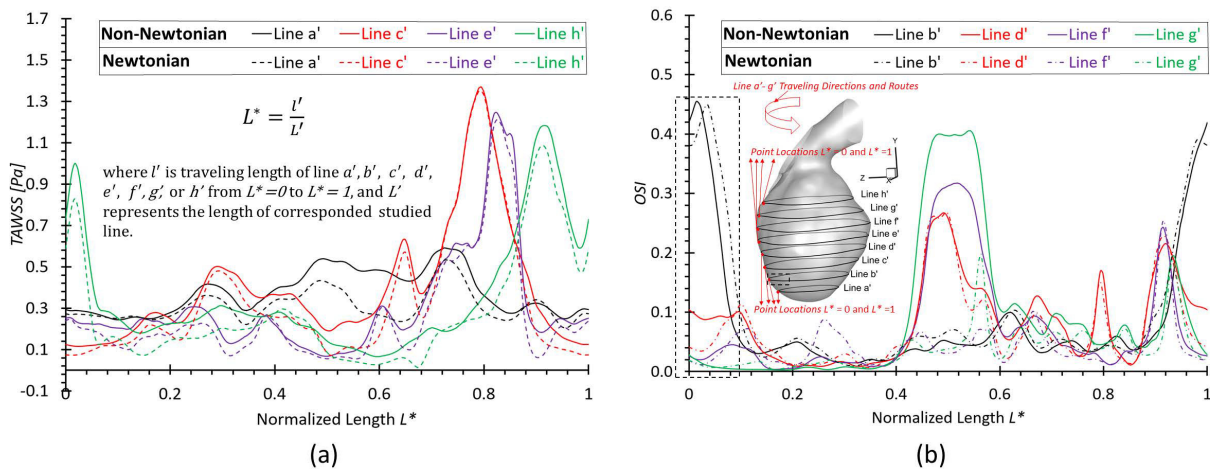 1.7
1.5
1.3
1.1
0.9
0.7
0.5
0.3
0.1
-0.1
TAWSS [Pa]
Non-Newtonian Line a' Line c' Line e' Line h'
Newtonian Line a' Line c' Line e' Line h'
L* = l'/L'
where l' is traveling length of line a', b', c', d',
e', f', g', or h' from L*=0 to L*= 1, and L'
represents the length of corresponded studied
line.
0 0.2 0.4 0.6 0.8 1
Normalized Length L*
(a)
0.6
0.5
0.4
0.3
0.2
0.1
0.0
OSI
Non-Newtonian Line b' Line d' Line f' Line g'
Newtonian Line b' Line d' Line f' Line g'
Line a'- g' Traveling Directions and Routes
Point Locations L* = 0 and L* =1
Y
Z
X
Line h'
Line g'
Line f'
Line e'
Line d'
Line c'
Line b'
Line a'
Point Locations L* = 0 and L* =1
0 0.2 0.4 0.6 0.8 1
Normalized Length L*
(b)